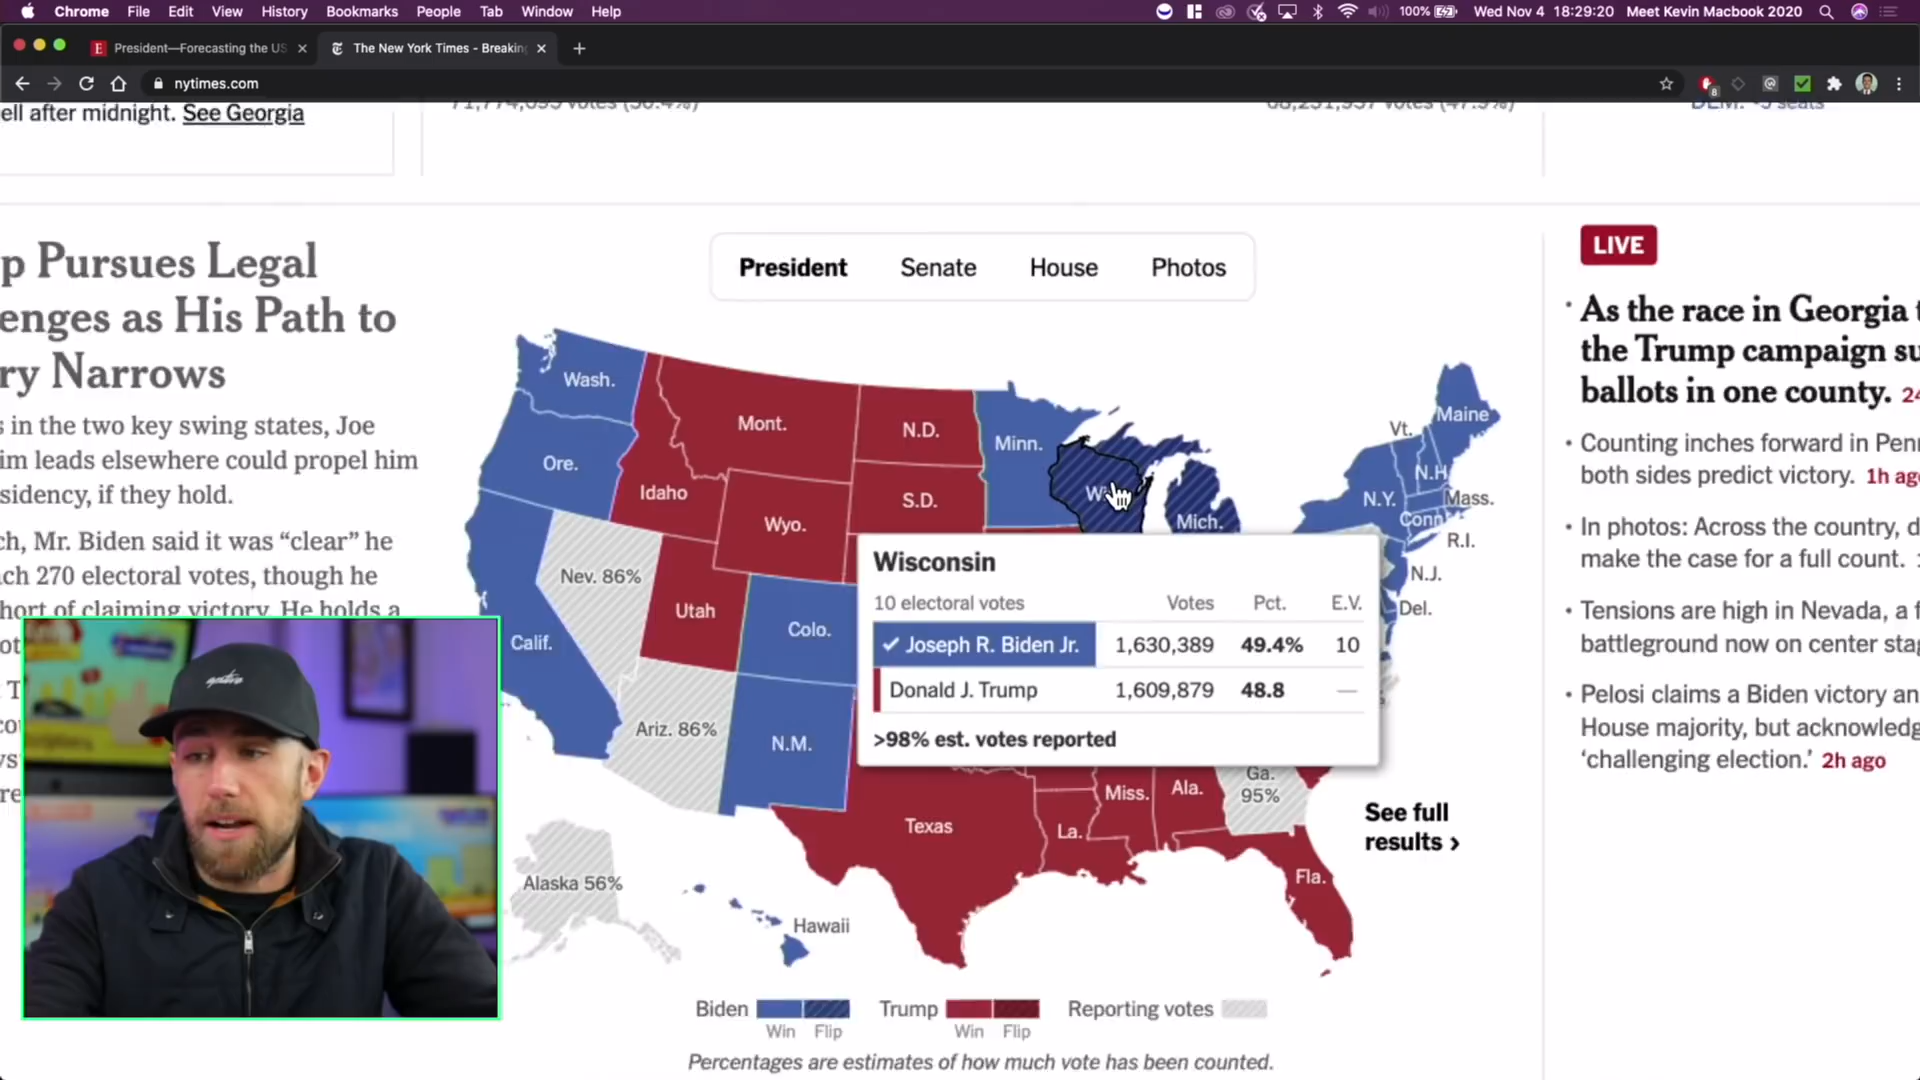 Chrome File Edit View History Bookmarks People Tab Window Help 100% Wed Nov 4 18:29:20 Meet Kevin Macbook 2020
President—Forecasting the US
The New York Times - Breakin
nytimes.com
ell after midnight. See Georgia
p Pursues Legal
enges as His Path to
ry Narrows
s in the two key swing states, Joe
im leads elsewhere could propel him
sidency, if they hold.
ch, Mr. Biden said it was “clear” he
ch 270 electoral votes, though he
hort of claiming victory. He holds a
President Senate House Photos
Wash.
Ore.
Calif.
Idaho
Mont.
Wyo.
N.D.
S.D.
Minn.
Mich.
Nev. 86%
Utah
Colo.
Ariz. 86%
N.M.
Texas
La.
Miss.
Ala.
Ga.
95%
Fla.
Alaska 56%
Hawaii
Vt.
Maine
N.H.
N.Y.
Mass.
Conn.
R.I.
N.J.
Del.
Wisconsin
10 electoral votes Votes Pct. E.V.
✓ Joseph R. Biden Jr. 1,630,389 49.4% 10
Donald J. Trump 1,609,879 48.8 —
>98% est. votes reported
See full
results ›
Biden Win Flip
Trump Win Flip
Reporting votes
Percentages are estimates of how much vote has been counted.
LIVE
As the race in Georgia
the Trump campaign su
ballots in one county. 24
Counting inches forward in Penn
both sides predict victory. 1h ago
In photos: Across the country, d
make the case for a full count.
Tensions are high in Nevada, a f
battleground now on center stag
Pelosi claims a Biden victory an
House majority, but acknowledg
‘challenging election.’ 2h ago